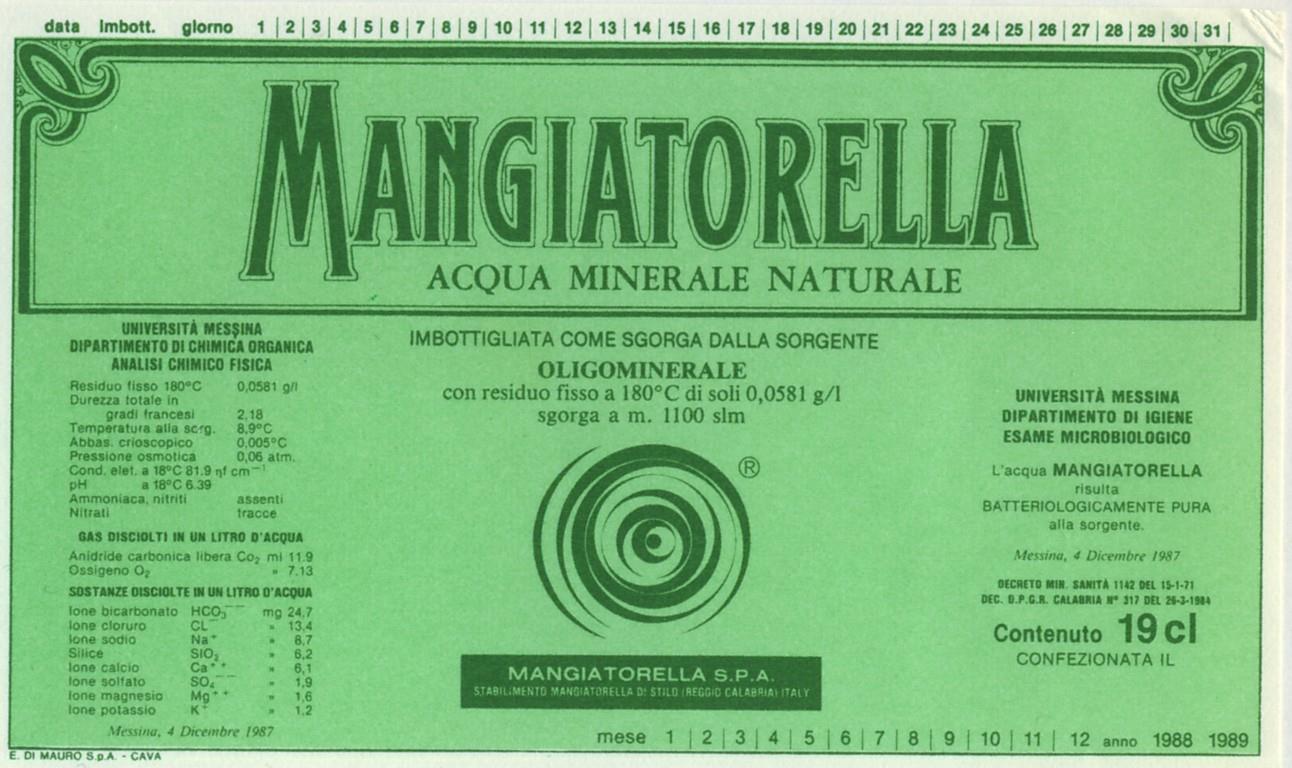 data Imbott. giorno 1 | 2 | 3 | 4 | 5 | 6 | 7 | 8 | 9 | 10 | 11 | 12 | 13 | 14 | 15 | 16 | 17 | 18 | 19 | 20 | 21 | 22 | 23 | 24 | 25 | 26 | 27 | 28 | 29 | 30 | 31 |
MANGIATORELLA
ACQUA MINERALE NATURALE
UNIVERSITÀ MESSINA
DIPARTIMENTO DI CHIMICA ORGANICA
ANALISI CHIMICO FISICA
Residuo fisso 180°C 0,0581 g/l
Durezza totale in
gradi francesi 2,18
Temperatura alla sorg. 8,9°C
Abbas. crioscopico 0,005°C
Pressione osmotica 0,06 atm.
Cond. elet. a 18°C 81.9 ηf cm⁻¹
pH a 18°C 6.39
Ammoniaca, nitriti assenti
Nitrati tracce
GAS DISCIOLTI IN UN LITRO D'ACQUA
Anidride carbonica libera Co₂ ml 11.9
Ossigeno O₂ » 7.13
SOSTANZE DISCIOLTE IN UN LITRO D'ACQUA
Ione bicarbonato HCO₃⁻⁻ mg 24,7
Ione cloruro CL⁻ » 13,4
Ione sodio Na⁺ » 8,7
Silice SIO₂ » 6,2
Ione calcio Ca⁺⁺ » 6,1
Ione solfato SO₄⁻⁻ » 1,9
Ione magnesio Mg⁺⁺ » 1,6
Ione potassio K⁺ » 1,2
Messina, 4 Dicembre 1987
IMBOTTIGLIATA COME SGORGA DALLA SORGENTE
OLIGOMINERALE
con residuo fisso a 180°C di soli 0,0581 g/l
sgorga a m. 1100 slm
®
MANGIATORELLA S.P.A.
STABILIMENTO MANGIATORELLA DI STILO (REGGIO CALABRIA) ITALY
UNIVERSITÀ MESSINA
DIPARTIMENTO DI IGIENE
ESAME MICROBIOLOGICO
L'acqua MANGIATORELLA
risulta
BATTERIOLOGICAMENTE PURA
alla sorgente.
Messina, 4 Dicembre 1987
DECRETO MIN. SANITÀ 1142 DEL 15-1-71
DEC. D.P.G.R. CALABRIA N° 317 DEL 26-3-1984
Contenuto 19 cl
CONFEZIONATA IL
mese 1 | 2 | 3 | 4 | 5 | 6 | 7 | 8 | 9 | 10 | 11 | 12 anno 1988 1989
E. DI MAURO S.p.A. - CAVA